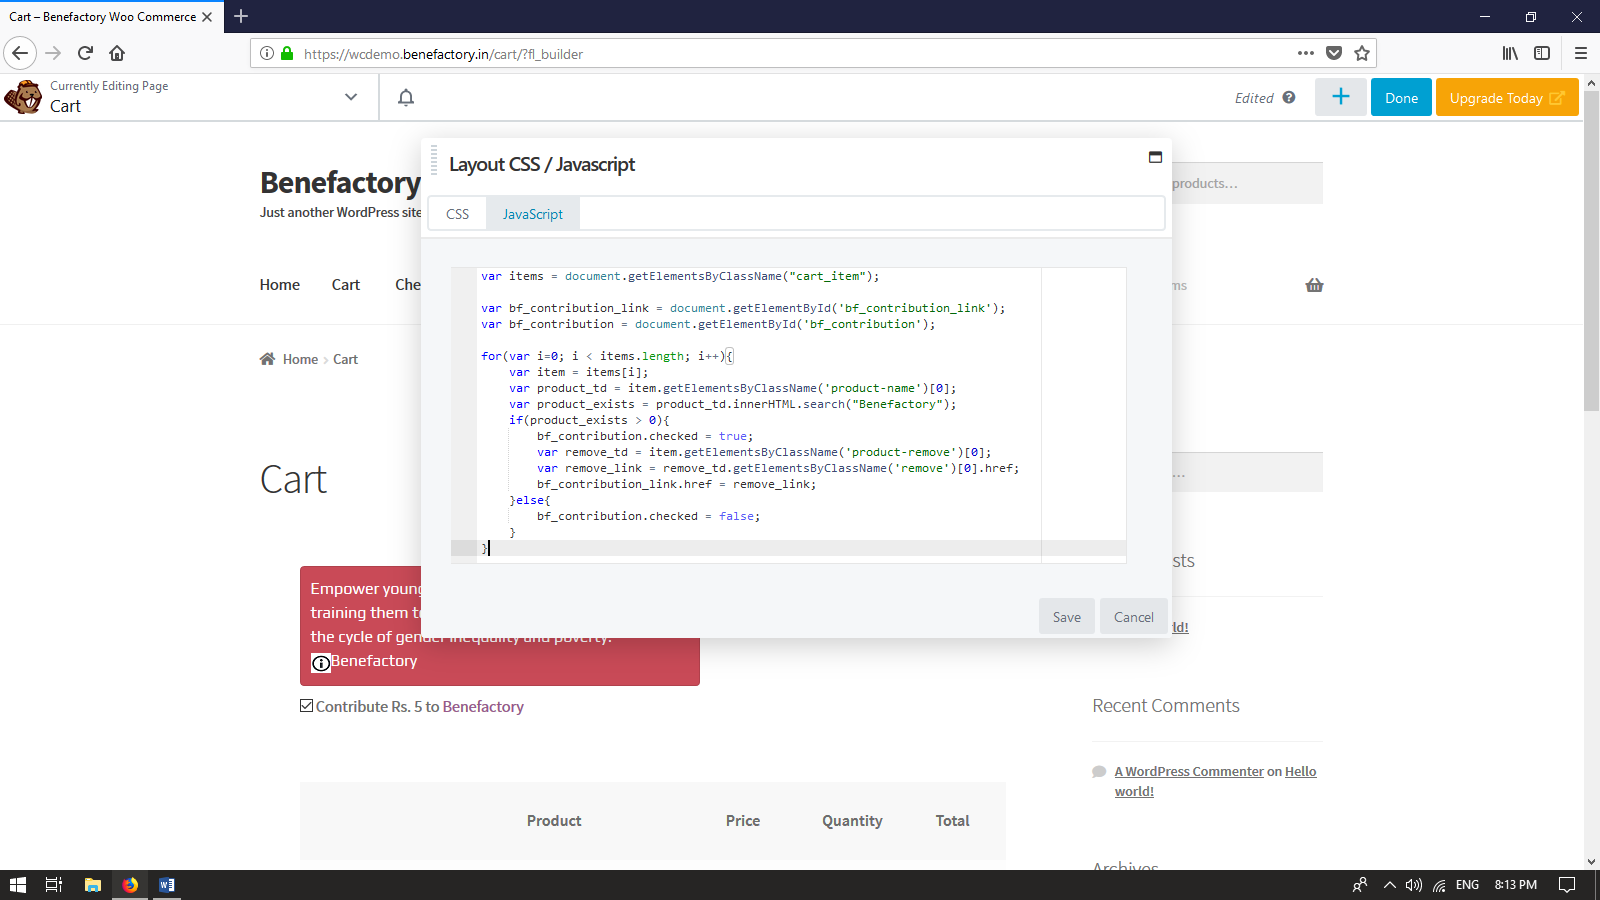 Cart – Benefactory Woo Commerce
https://wcdemo.benefactory.in/cart/?fl_builder
Currently Editing Page
Cart
Edited
Done
Upgrade Today
Benefactory
Just another WordPress site
products…
Home
Cart
Che
ms
Home
Cart
Layout CSS / Javascript
CSS
JavaScript
var items = document.getElementsByClassName("cart_item");
var bf_contribution_link = document.getElementById('bf_contribution_link');
var bf_contribution = document.getElementById('bf_contribution');
for(var i=0; i < items.length; i++){
var item = items[i];
var product_td = item.getElementsByClassName('product-name')[0];
var product_exists = product_td.innerHTML.search("Benefactory");
if(product_exists > 0){
bf_contribution.checked = true;
var remove_td = item.getElementsByClassName('product-remove')[0];
var remove_link = remove_td.getElementsByClassName('remove')[0].href;
bf_contribution_link.href = remove_link;
}else{
bf_contribution.checked = false;
}
}
Save
Cancel
Cart
…
sts
ld!
Empower young
training them to
the cycle of gender inequality and poverty.
Benefactory
Contribute Rs. 5 to Benefactory
Recent Comments
A WordPress Commenter on Hello
world!
Archives
Product
Price
Quantity
Total
ENG
8:13 PM